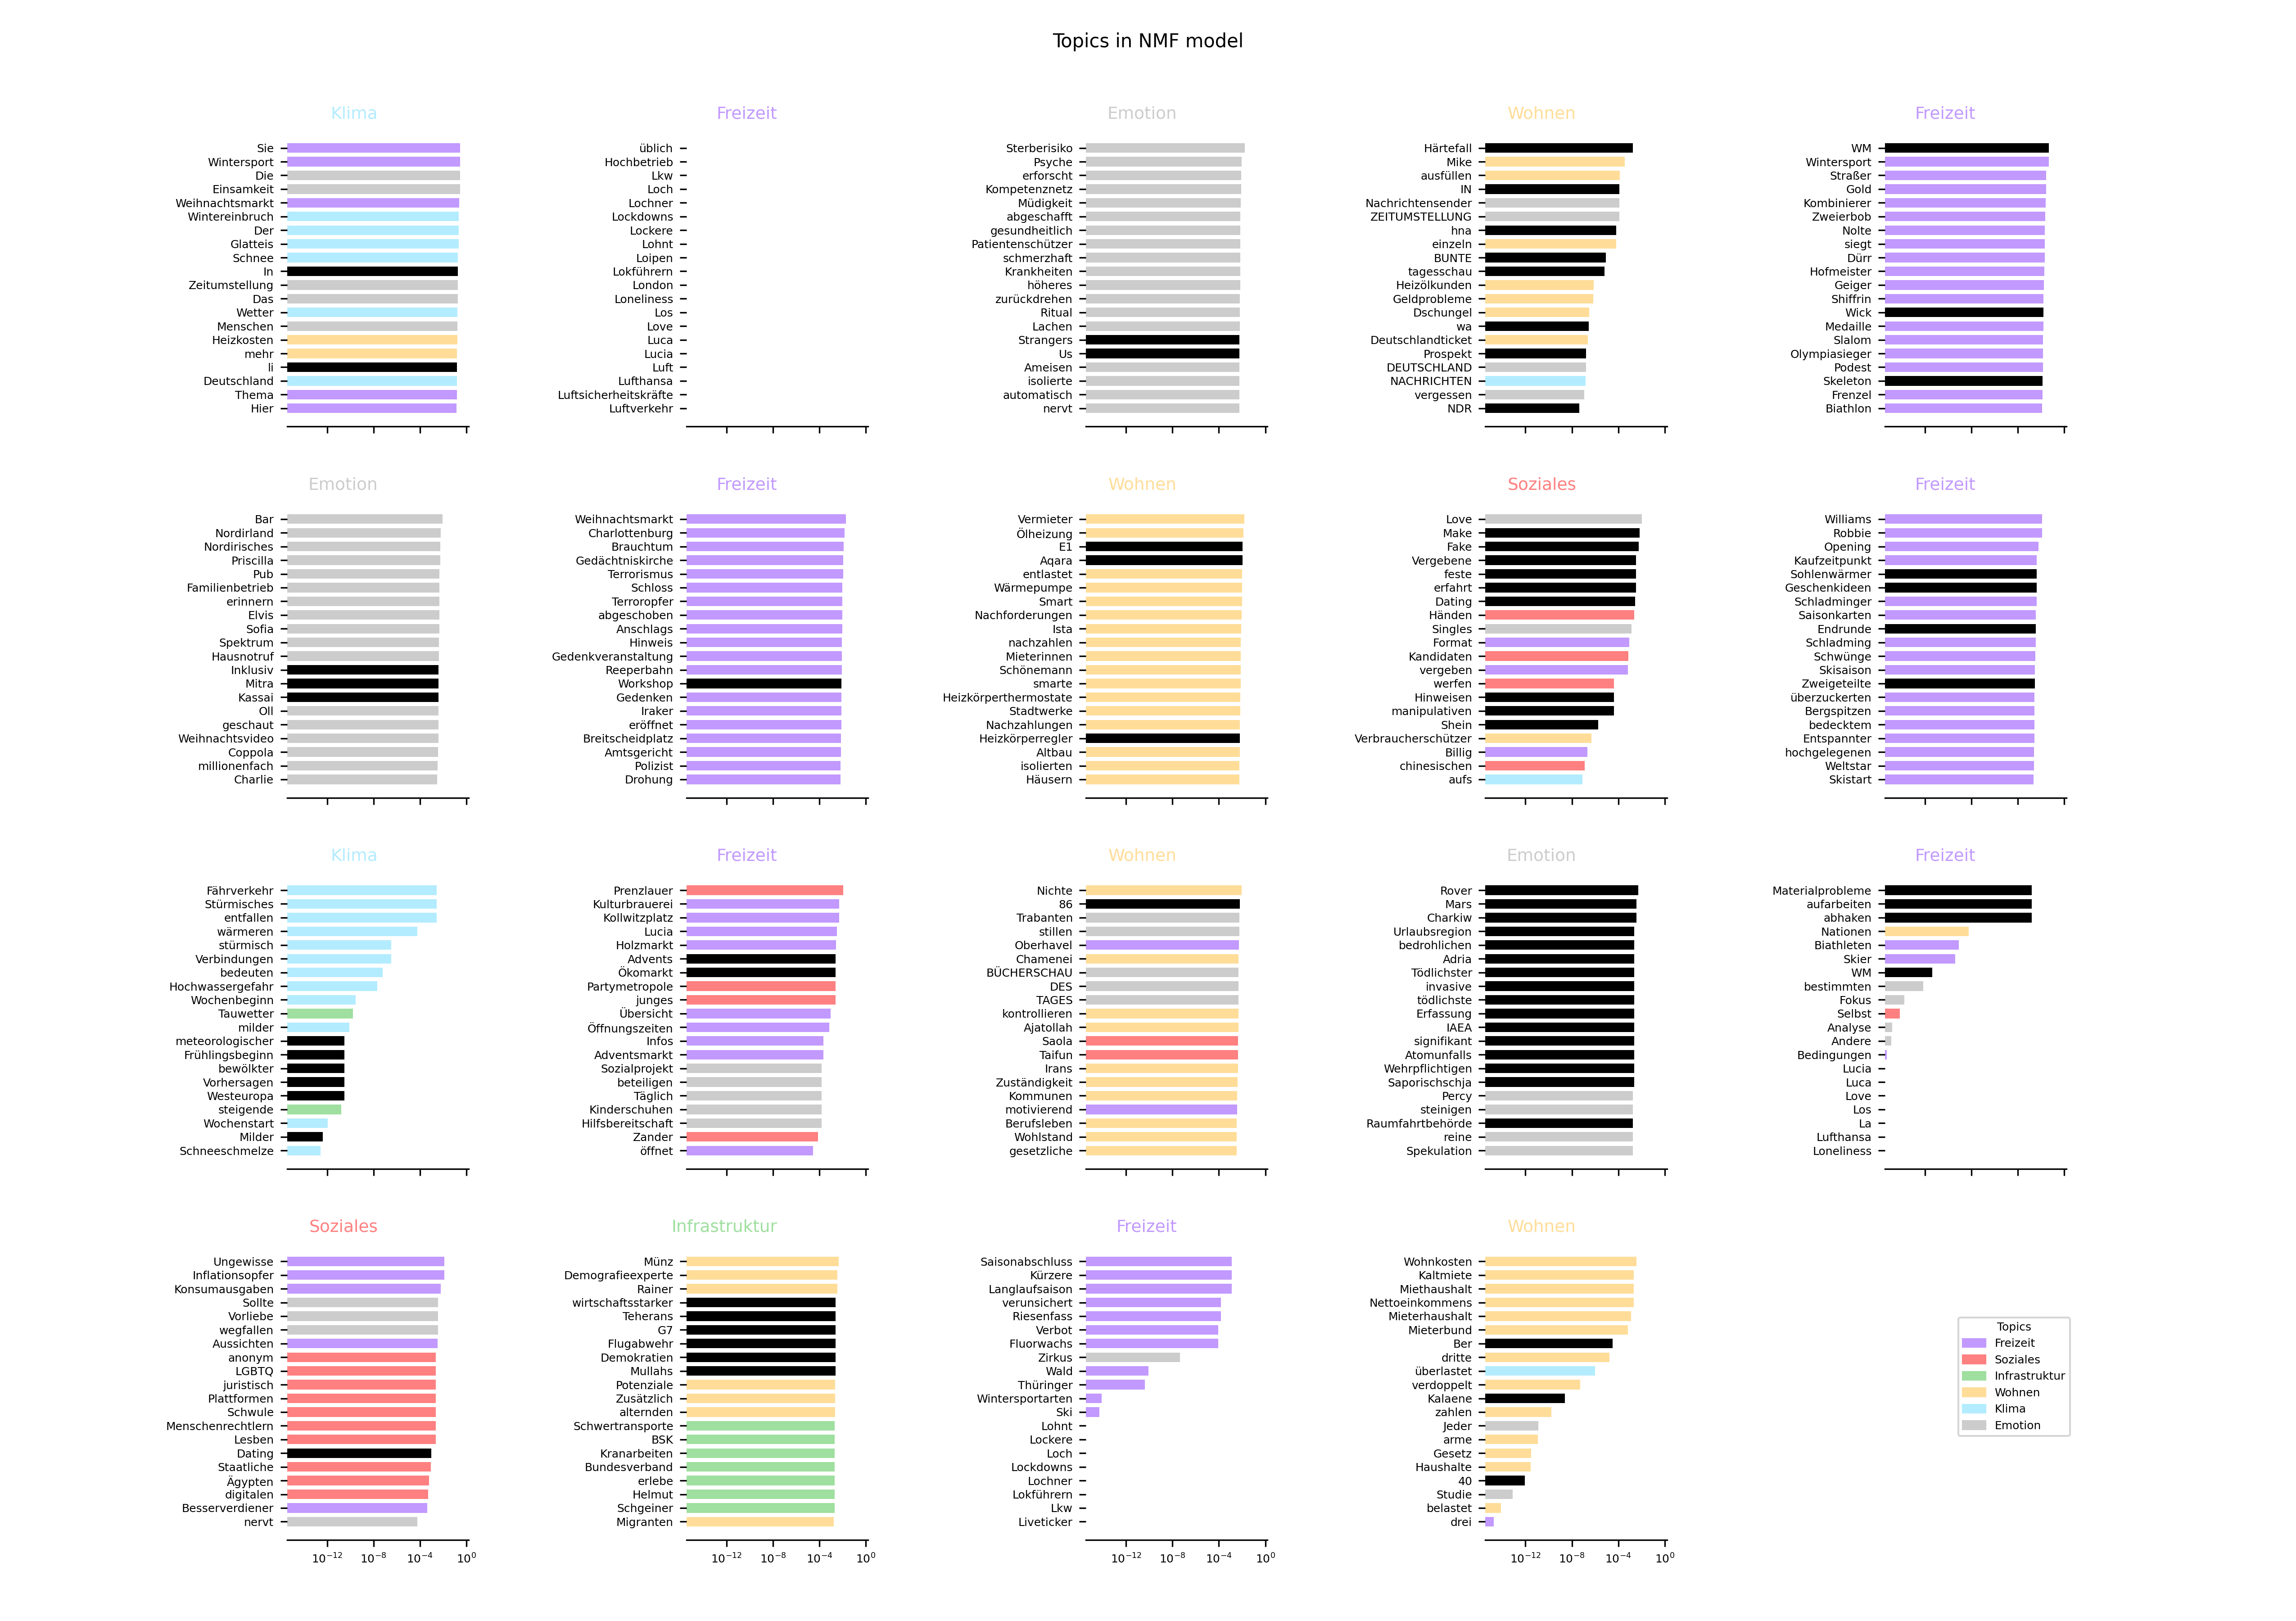 Topics in NMF model
Klima
Sie
Wintersport
Die
Einsamkeit
Weihnachtsmarkt
Wintereinbruch
Der
Glatteis
Schnee
In
Zeitumstellung
Das
Wetter
Menschen
Heizkosten
mehr
li
Deutschland
Thema
Hier
Freizeit
üblich
Hochbetrieb
Lkw
Loch
Lochner
Lockdowns
Lockere
Lohnt
Loipen
Lokführern
London
Loneliness
Los
Love
Luca
Lucia
Luft
Lufthansa
Luftsicherheitskräfte
Luftverkehr
Emotion
Sterberisiko
Psyche
erforscht
Kompetenznetz
Müdigkeit
abgeschafft
gesundheitlich
Patientenschützer
schmerzhaft
Krankheiten
höheres
zurückdrehen
Ritual
Lachen
Strangers
Us
Ameisen
isolierte
automatisch
nervt
Wohnen
Härtefall
Mike
ausfüllen
IN
Nachrichtensender
ZEITUMSTELLUNG
hna
einzeln
BUNTE
tagesschau
Heizölkunden
Geldprobleme
Dschungel
wa
Deutschlandticket
Prospekt
DEUTSCHLAND
NACHRICHTEN
vergessen
NDR
Freizeit
WM
Wintersport
Straßer
Gold
Kombinierer
Zweierbob
Nolte
siegt
Dürr
Hofmeister
Geiger
Shiffrin
Wick
Medaille
Slalom
Olympiasieger
Podest
Skeleton
Frenzel
Biathlon
Emotion
Bar
Nordirland
Nordirisches
Priscilla
Pub
Familienbetrieb
erinnern
Elvis
Sofia
Spektrum
Hausnotruf
Inklusiv
Mitra
Kassai
Oll
geschaut
Weihnachtsvideo
Coppola
millionenfach
Charlie
Freizeit
Weihnachtsmarkt
Charlottenburg
Brauchtum
Gedächtniskirche
Terrorismus
Schloss
Terroropfer
abgeschoben
Anschlags
Hinweis
Gedenkveranstaltung
Reeperbahn
Workshop
Gedenken
Iraker
eröffnet
Breitscheidplatz
Amtsgericht
Polizist
Drohung
Wohnen
Vermieter
Ölheizung
E1
Aqara
entlastet
Wärmepumpe
Smart
Nachforderungen
Ista
nachzahlen
Mieterinnen
Schönemann
smarte
Heizkörperthermostate
Stadtwerke
Nachzahlungen
Heizkörperregler
Altbau
isolierten
Häusern
Soziales
Love
Make
Fake
Vergebene
feste
erfahrt
Dating
Händen
Singles
Format
Kandidaten
vergeben
werfen
Hinweisen
manipulativen
Shein
Verbraucherschützer
Billig
chinesischen
aufs
Freizeit
Williams
Robbie
Opening
Kaufzeitpunkt
Sohlenwärmer
Geschenkideen
Schladminger
Saisonkarten
Endrunde
Schladming
Schwünge
Skisaison
Zweigeteilte
überzuckerten
Bergspitzen
bedecktem
Entspannter
hochgelegenen
Weltstar
Skistart
Klima
Fährverkehr
Stürmisches
entfallen
wärmeren
stürmisch
Verbindungen
bedeuten
Hochwassergefahr
Wochenbeginn
Tauwetter
milder
meteorologischer
Frühlingsbeginn
bewölkter
Vorhersagen
Westeuropa
steigende
Wochenstart
Milder
Schneeschmelze
Freizeit
Prenzlauer
Kulturbrauerei
Kollwitzplatz
Lucia
Holzmarkt
Advents
Ökomarkt
Partymetropole
junges
Übersicht
Öffnungszeiten
Infos
Adventsmarkt
Sozialprojekt
beteiligen
Täglich
Kinderschuhen
Hilfsbereitschaft
Zander
öffnet
Wohnen
Nichte
86
Trabanten
stillen
Oberhavel
Chamenei
BÜCHERSCHAU
DES
TAGES
kontrollieren
Ajatollah
Saola
Taifun
Irans
Zuständigkeit
Kommunen
motivierend
Berufsleben
Wohlstand
gesetzliche
Emotion
Rover
Mars
Charkiw
Urlaubsregion
bedrohlichen
Adria
Tödlichster
invasive
tödlichste
Erfassung
IAEA
signifikant
Atomunfalls
Wehrpflichtigen
Saporischschja
Percy
steinigen
Raumfahrtbehörde
reine
Spekulation
Freizeit
Materialprobleme
aufarbeiten
abhaken
Nationen
Biathleten
Skier
WM
bestimmten
Fokus
Selbst
Analyse
Andere
Bedingungen
Lucia
Luca
Love
Los
La
Lufthansa
Loneliness
Soziales
Ungewisse
Inflationsopfer
Konsumausgaben
Sollte
Vorliebe
wegfallen
Aussichten
anonym
LGBTQ
juristisch
Plattformen
Schwule
Menschenrechtlern
Lesben
Dating
Staatliche
Ägypten
digitalen
Besserverdiener
nervt
10⁻¹² 10⁻⁸ 10⁻⁴ 10⁰
Infrastruktur
Münz
Demografieexperte
Rainer
wirtschaftsstarker
Teherans
G7
Flugabwehr
Demokratien
Mullahs
Potenziale
Zusätzlich
alternden
Schwertransporte
BSK
Kranarbeiten
Bundesverband
erlebe
Helmut
Schgeiner
Migranten
10⁻¹² 10⁻⁸ 10⁻⁴ 10⁰
Freizeit
Saisonabschluss
Kürzere
Langlaufsaison
verunsichert
Riesenfass
Verbot
Fluorwachs
Zirkus
Wald
Thüringer
Wintersportarten
Ski
Lohnt
Lockere
Loch
Lockdowns
Lochner
Lokführern
Lkw
Liveticker
10⁻¹² 10⁻⁸ 10⁻⁴ 10⁰
Wohnen
Wohnkosten
Kaltmiete
Miethaushalt
Nettoeinkommens
Mieterhaushalt
Mieterbund
Ber
dritte
überlastet
verdoppelt
Kalaene
zahlen
Jeder
arme
Gesetz
Haushalte
40
Studie
belastet
drei
10⁻¹² 10⁻⁸ 10⁻⁴ 10⁰
Topics
Freizeit
Soziales
Infrastruktur
Wohnen
Klima
Emotion